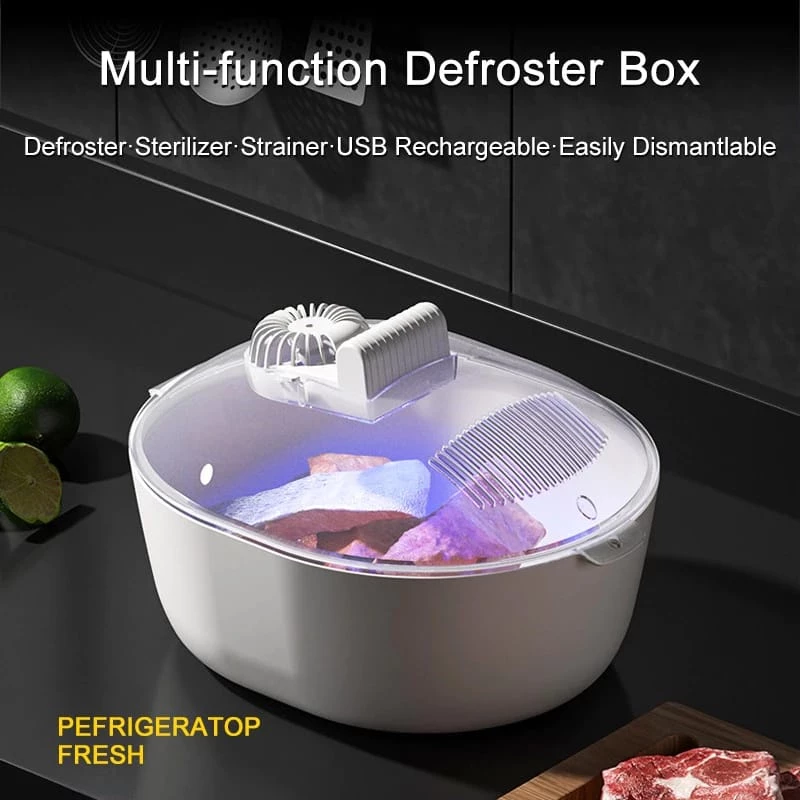 Multi-function Defroster Box
Defroster·Sterilizer·Strainer·USB Rechargeable·Easily Dismantlable
PEFRIGERATOP
FRESH